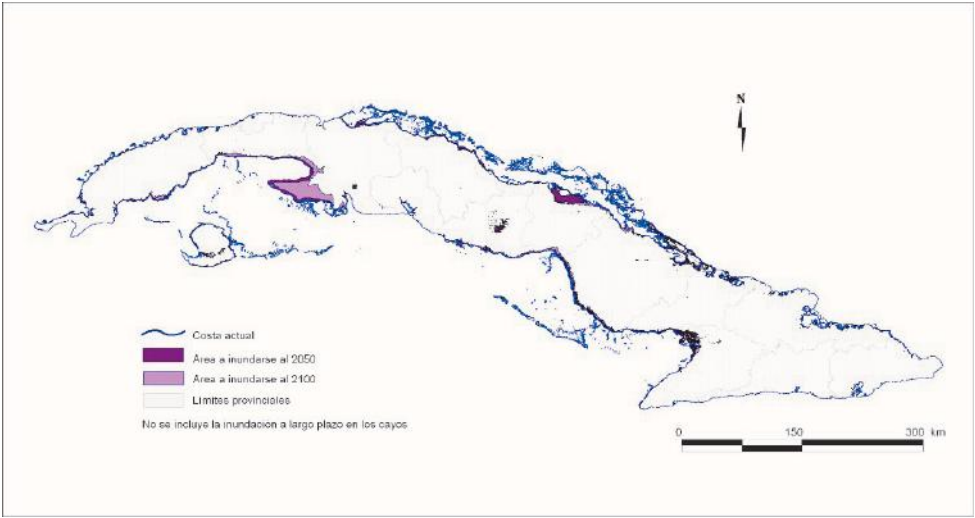 N
Costa actual
Area a inundarse al 2050
Area a inundarse al 2100
Limites provinciales
No se incluye la inundacion a largo plazo en los cayos
0 150 300 km